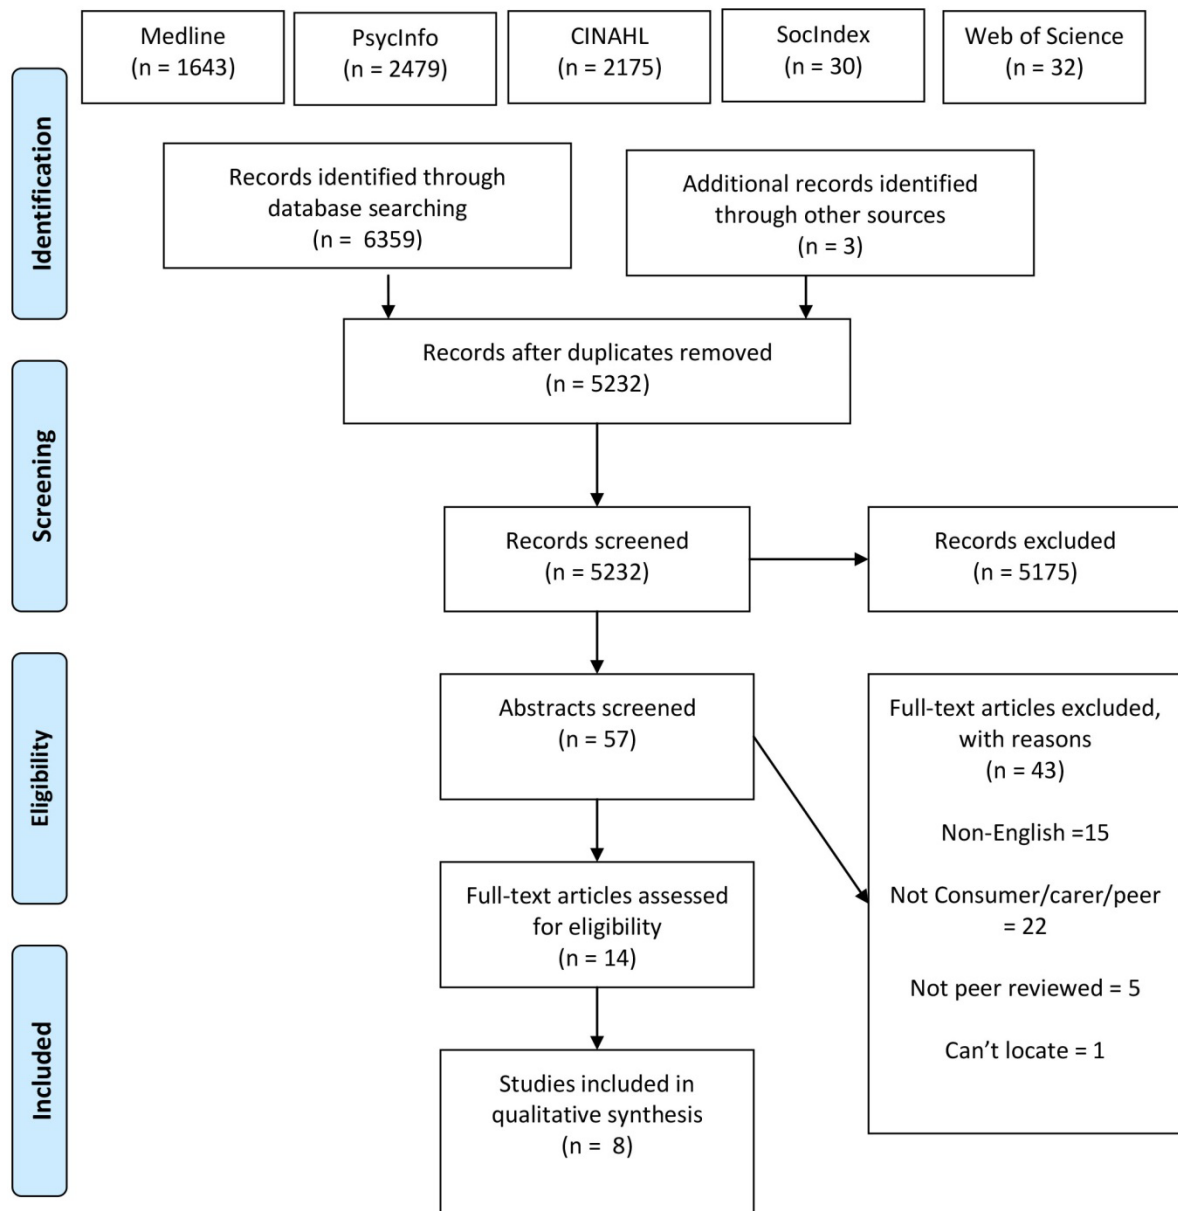 Medline
(n = 1643)
PsycInfo
(n = 2479)
CINAHL
(n = 2175)
SocIndex
(n = 30)
Web of Science
(n = 32)
Identification
Records identified through
database searching
(n =  6359)
Additional records identified
through other sources
(n = 3)
Records after duplicates removed
(n = 5232)
Screening
Records screened
(n = 5232)
Records excluded
(n = 5175)
Eligibility
Abstracts screened
(n = 57)
Full-text articles excluded,
with reasons
(n = 43)
Non-English =15
Not Consumer/carer/peer
= 22
Not peer reviewed = 5
Can’t locate = 1
Full-text articles assessed
for eligibility
(n = 14)
Included
Studies included in
qualitative synthesis
(n =  8)